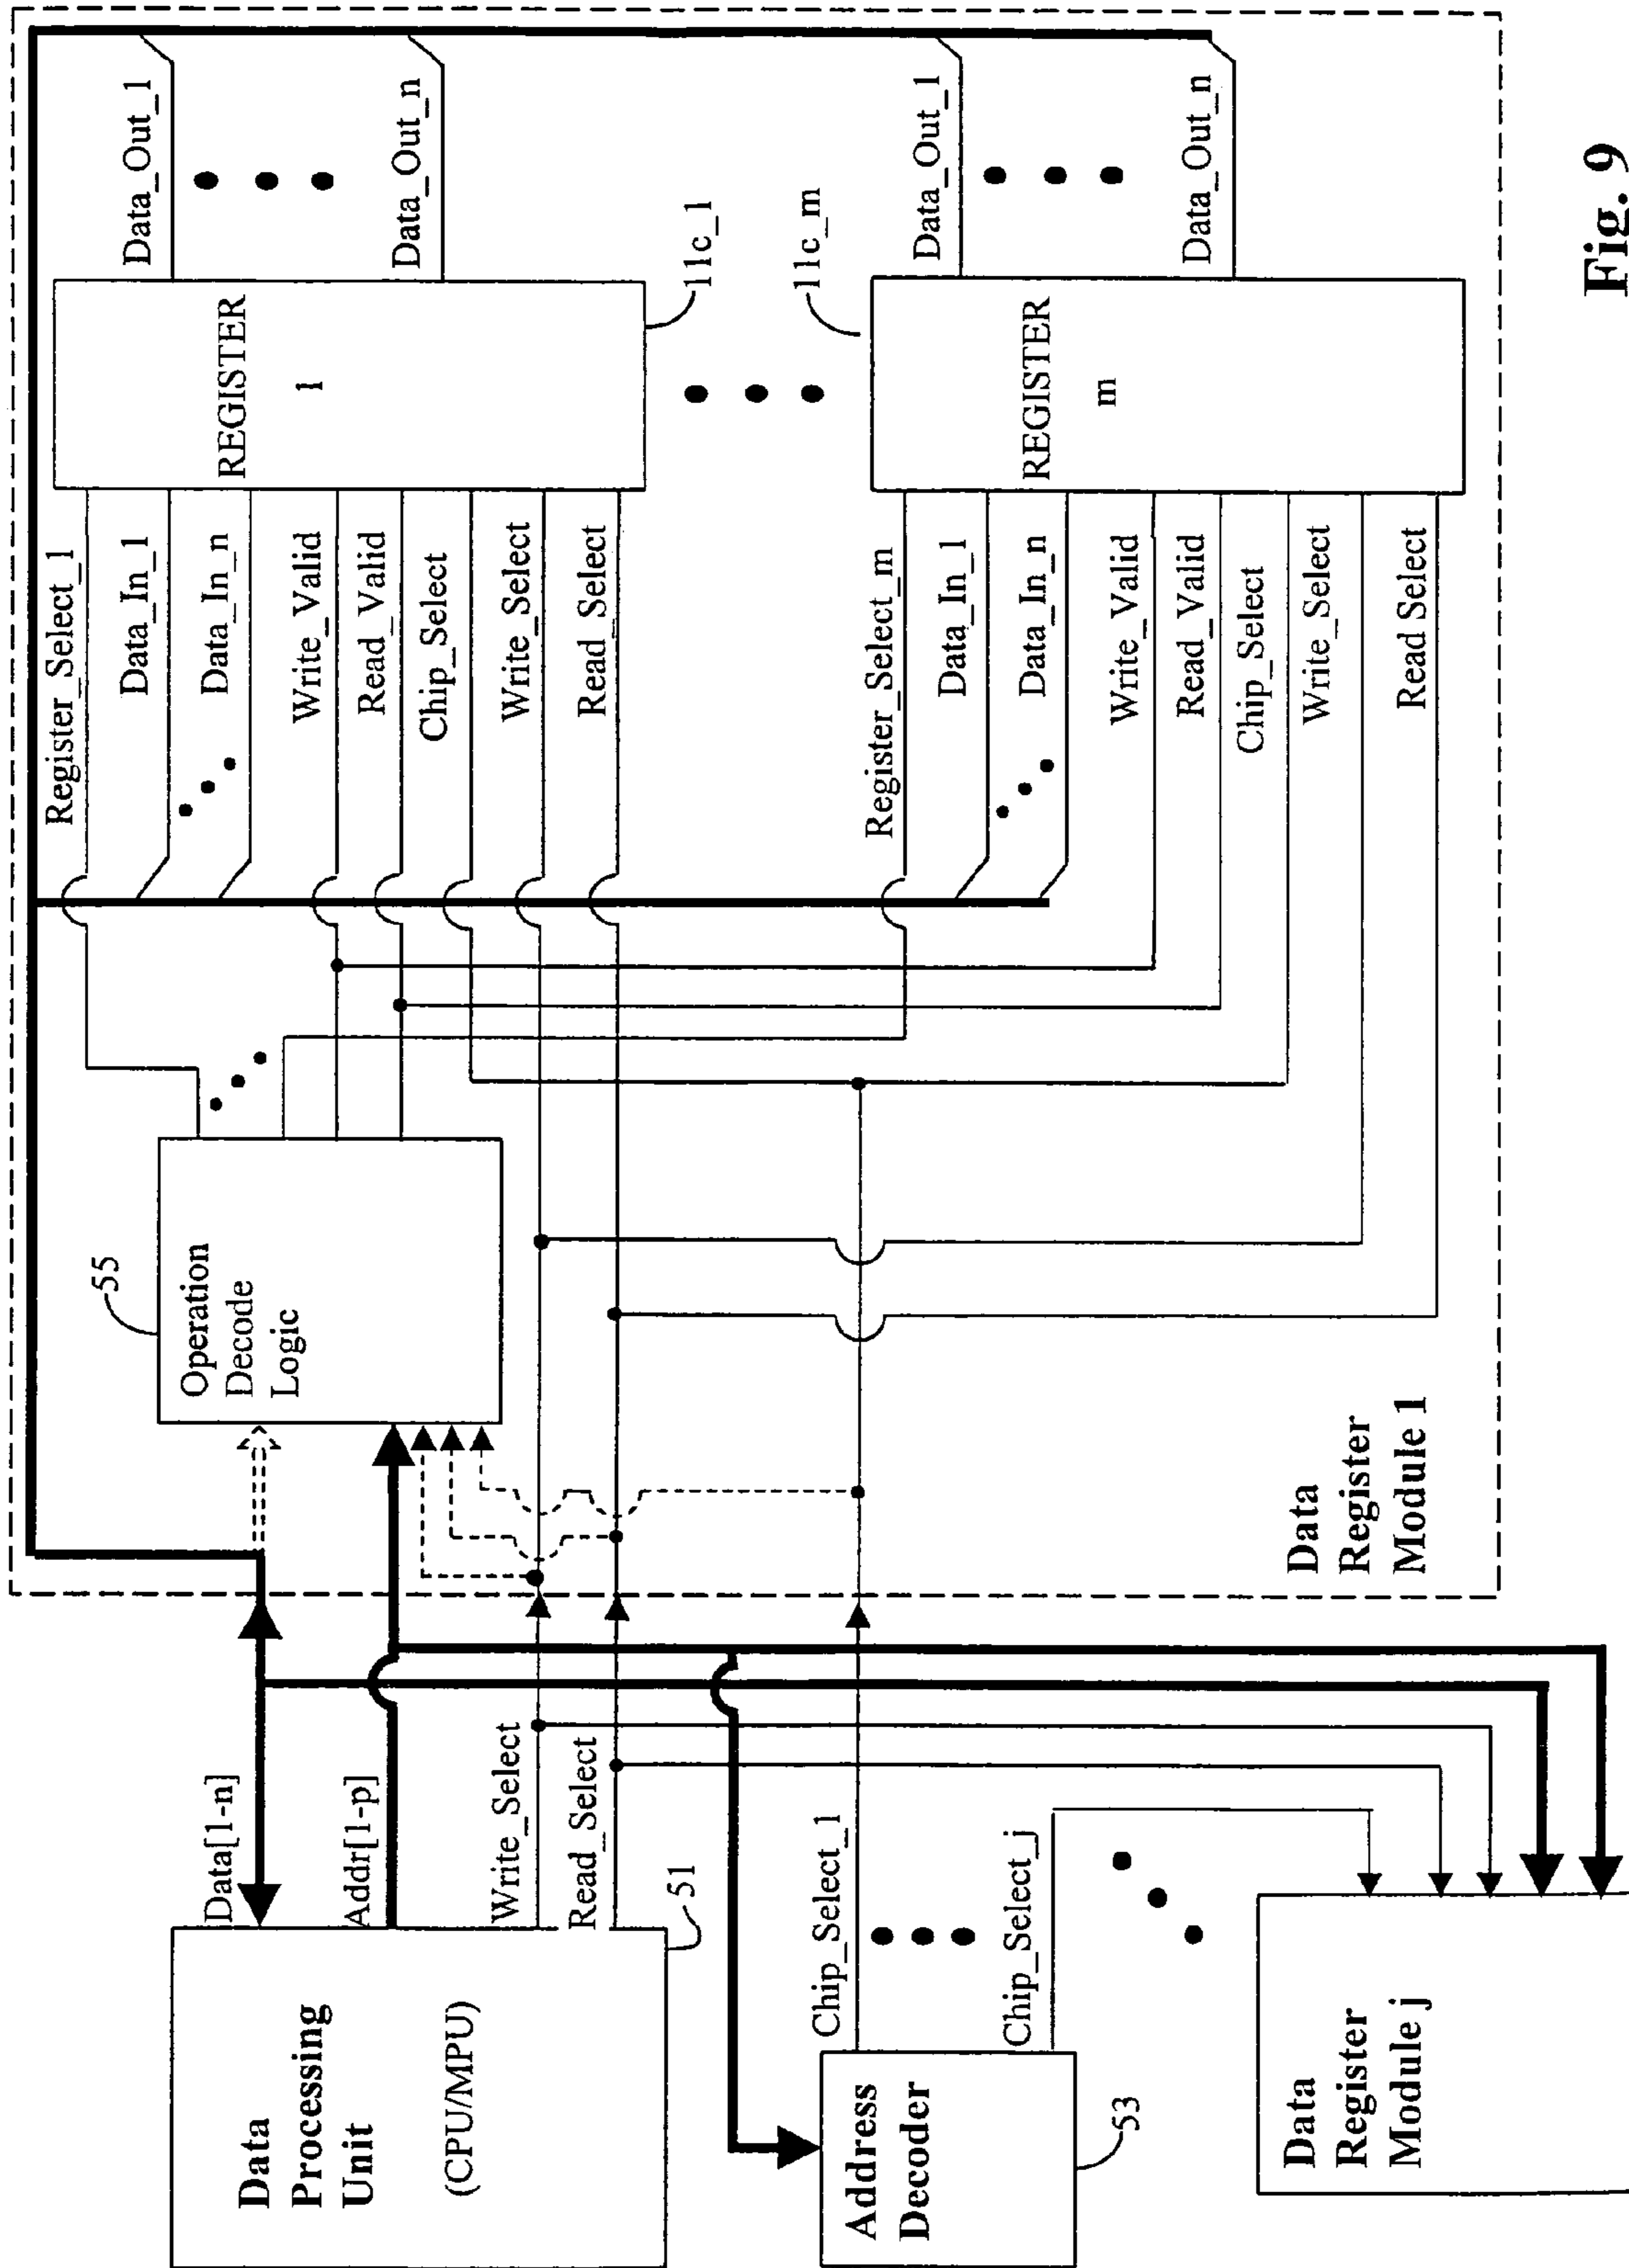 Data
Processing
Unit
(CPU/MPU)
51
Data[1-n]
Addr[1-p]
Write_Select
Read_Select
Address
Decoder
53
Chip_Select_1
Chip_Select_j
Data
Register
Module j
55
Operation
Decode
Logic
Data
Register
Module 1
Register_Select_1
Data_In_1
Data_In_n
Write_Valid
Read_Valid
Chip_Select
Write_Select
Read_Select
REGISTER
1
11c_1
Data_Out_1
Data_Out_n
Register_Select_m
Data_In_1
Data_In_n
Write_Valid
Read_Valid
Chip_Select
Write_Select
Read Select
REGISTER
m
11c_m
Data_Out_1
Data_Out_n
Fig. 9